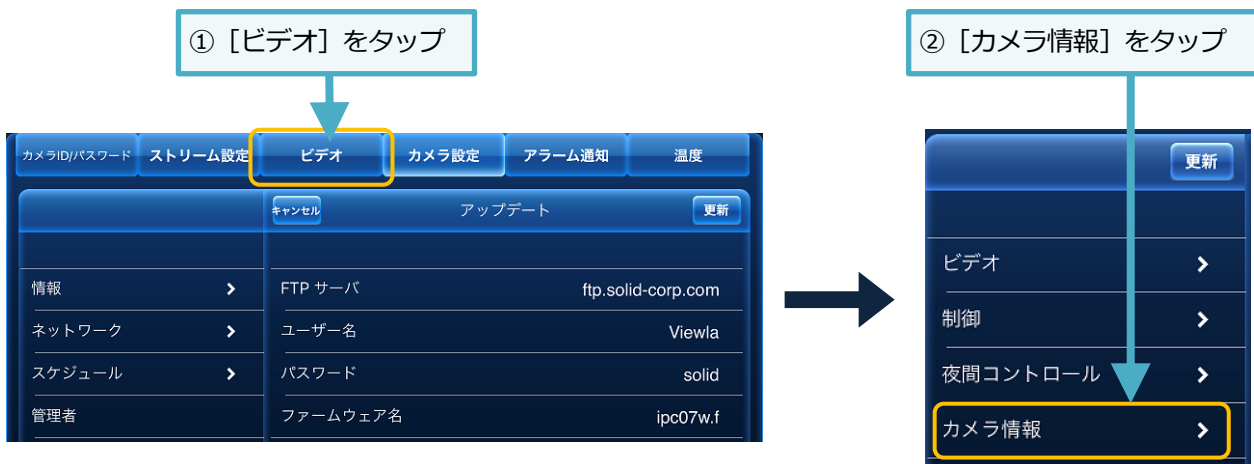 ①［ビデオ］をタップ
カメラID/パスワード ストリーム設定 ビデオ カメラ設定 アラーム通知 温度
キャンセル アップデート 更新
情報 FTP サーバ ftp.solid-corp.com
ネットワーク ユーザー名 Viewla
スケジュール パスワード solid
管理者 ファームウェア名 ipc07w.f
②［カメラ情報］をタップ
更新
ビデオ
制御
夜間コントロール
カメラ情報